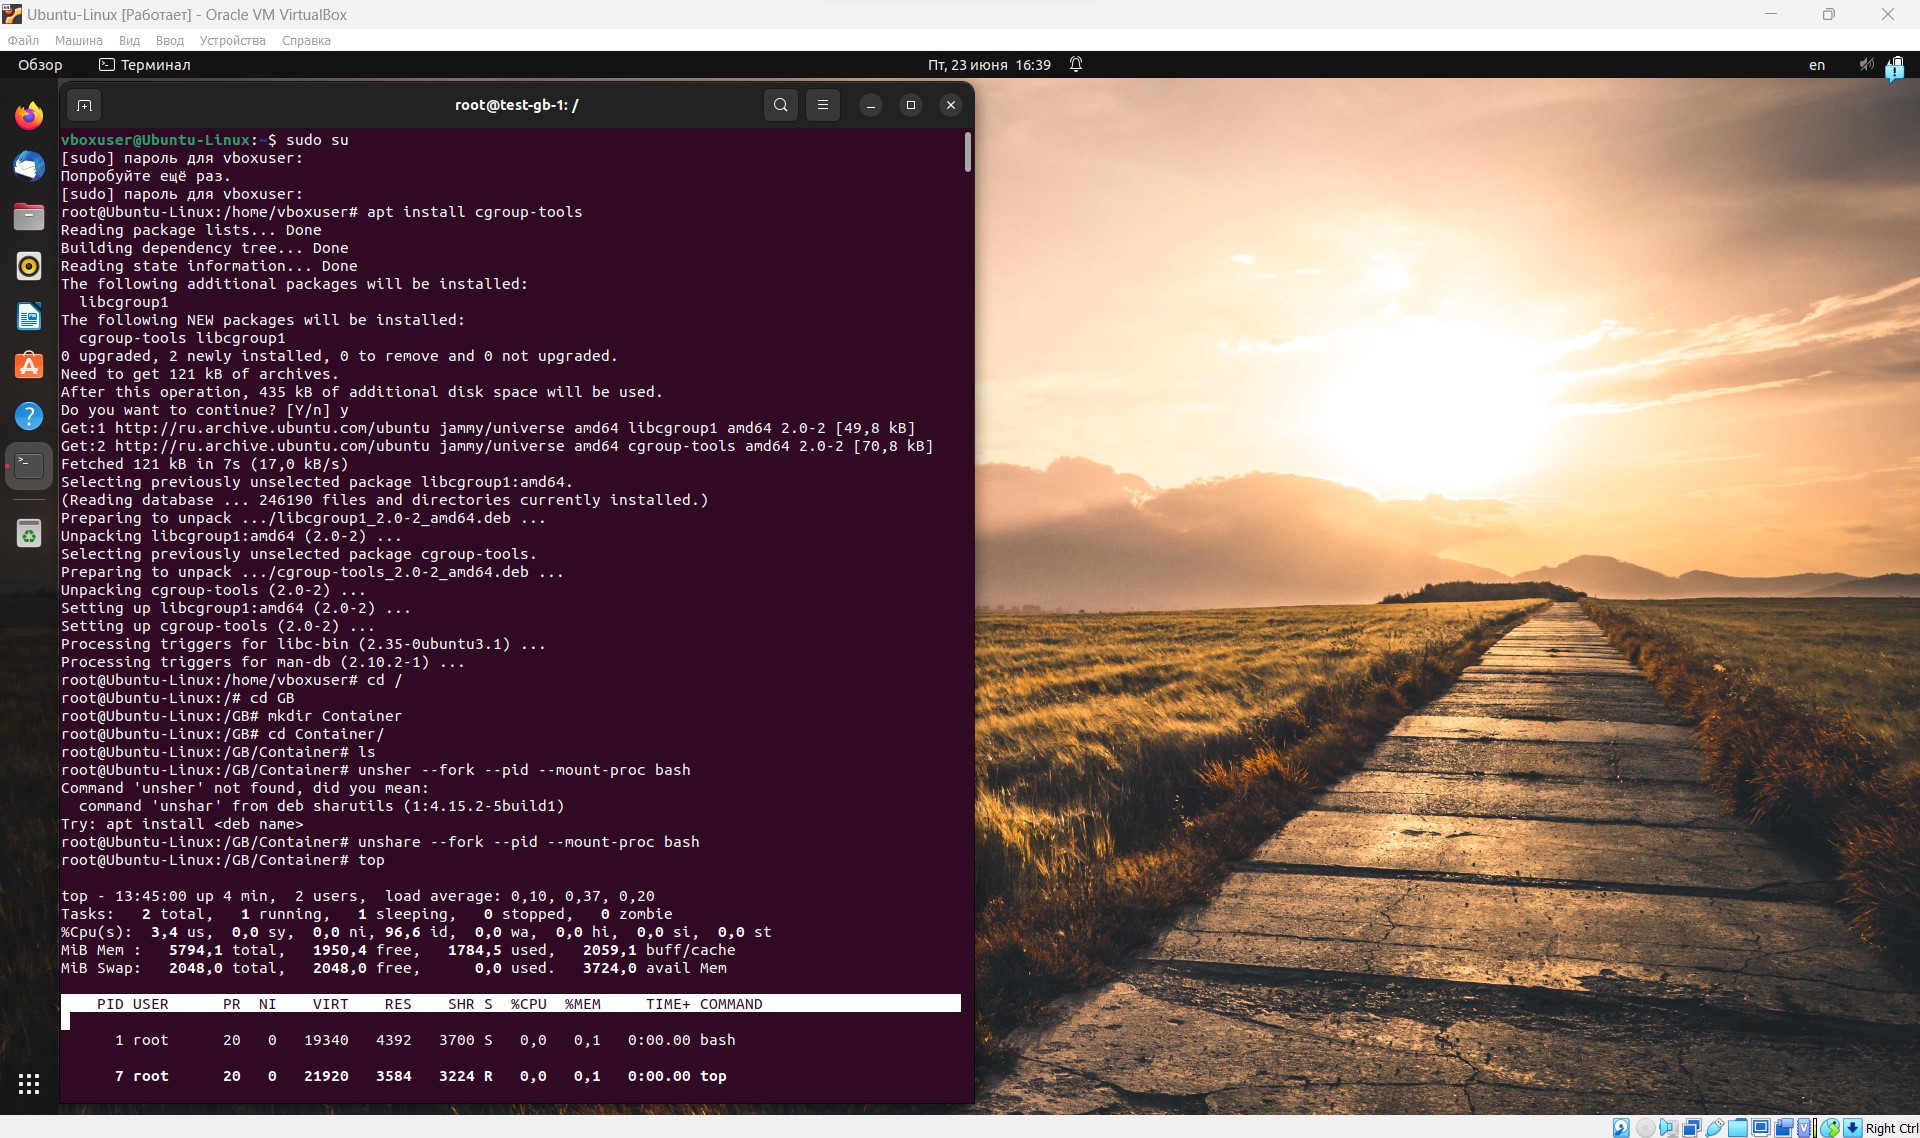 Ubuntu-Linux [Работает] - Oracle VM VirtualBox
Файл Машина Вид Ввод Устройства Справка
Обзор Терминал Пт, 23 июня 16:39 en
root@test-gb-1: /
vboxuser@Ubuntu-Linux:~$ sudo su
[sudo] пароль для vboxuser:
Попробуйте ещё раз.
[sudo] пароль для vboxuser:
root@Ubuntu-Linux:/home/vboxuser# apt install cgroup-tools
Reading package lists... Done
Building dependency tree... Done
Reading state information... Done
The following additional packages will be installed:
libcgroup1
The following NEW packages will be installed:
cgroup-tools libcgroup1
0 upgraded, 2 newly installed, 0 to remove and 0 not upgraded.
Need to get 121 kB of archives.
After this operation, 435 kB of additional disk space will be used.
Do you want to continue? [Y/n] y
Get:1 http://ru.archive.ubuntu.com/ubuntu jammy/universe amd64 libcgroup1 amd64 2.0-2 [49,8 kB]
Get:2 http://ru.archive.ubuntu.com/ubuntu jammy/universe amd64 cgroup-tools amd64 2.0-2 [70,8 kB]
Fetched 121 kB in 7s (17,0 kB/s)
Selecting previously unselected package libcgroup1:amd64.
(Reading database ... 246190 files and directories currently installed.)
Preparing to unpack .../libcgroup1_2.0-2_amd64.deb ...
Unpacking libcgroup1:amd64 (2.0-2) ...
Selecting previously unselected package cgroup-tools.
Preparing to unpack .../cgroup-tools_2.0-2_amd64.deb ...
Unpacking cgroup-tools (2.0-2) ...
Setting up libcgroup1:amd64 (2.0-2) ...
Setting up cgroup-tools (2.0-2) ...
Processing triggers for libc-bin (2.35-0ubuntu3.1) ...
Processing triggers for man-db (2.10.2-1) ...
root@Ubuntu-Linux:/home/vboxuser# cd /
root@Ubuntu-Linux:/# cd GB
root@Ubuntu-Linux:/GB# mkdir Container
root@Ubuntu-Linux:/GB# cd Container/
root@Ubuntu-Linux:/GB/Container# ls
root@Ubuntu-Linux:/GB/Container# unsher --fork --pid --mount-proc bash
Command 'unsher' not found, did you mean:
command 'unshar' from deb sharutils (1:4.15.2-5build1)
Try: apt install <deb name>
root@Ubuntu-Linux:/GB/Container# unshare --fork --pid --mount-proc bash
root@Ubuntu-Linux:/GB/Container# top
top - 13:45:00 up 4 min, 2 users, load average: 0,10, 0,37, 0,20
Tasks: 2 total, 1 running, 1 sleeping, 0 stopped, 0 zombie
%Cpu(s): 3,4 us, 0,0 sy, 0,0 ni, 96,6 id, 0,0 wa, 0,0 hi, 0,0 si, 0,0 st
MiB Mem : 5794,1 total, 1950,4 free, 1784,5 used, 2059,1 buff/cache
MiB Swap: 2048,0 total, 2048,0 free, 0,0 used. 3724,0 avail Mem
PID USER PR NI VIRT RES SHR S %CPU %MEM TIME+ COMMAND
1 root 20 0 19340 4392 3700 S 0,0 0,1 0:00.00 bash
7 root 20 0 21920 3584 3224 R 0,0 0,1 0:00.00 top
Right Ctrl